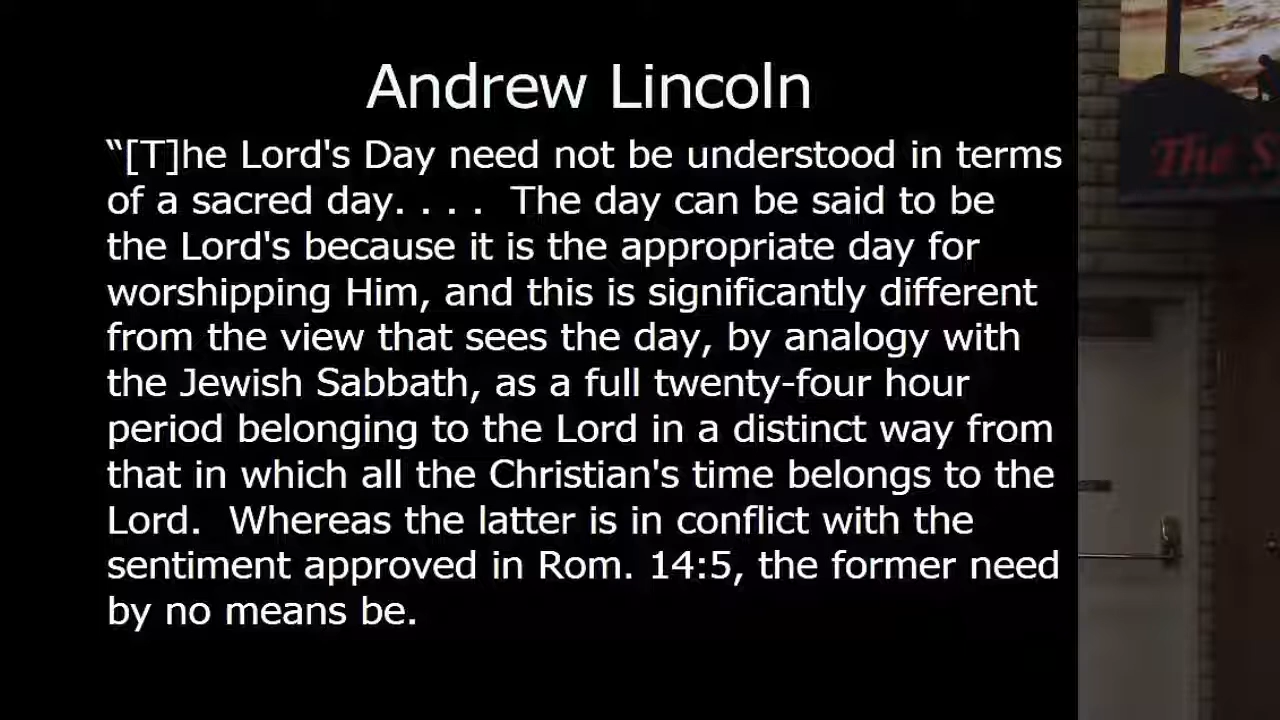 Andrew Lincoln
“[T]he Lord's Day need not be understood in terms
of a sacred day. . . .  The day can be said to be
the Lord's because it is the appropriate day for
worshipping Him, and this is significantly different
from the view that sees the day, by analogy with
the Jewish Sabbath, as a full twenty-four hour
period belonging to the Lord in a distinct way from
that in which all the Christian's time belongs to the
Lord.  Whereas the latter is in conflict with the
sentiment approved in Rom. 14:5, the former need
by no means be.
The S